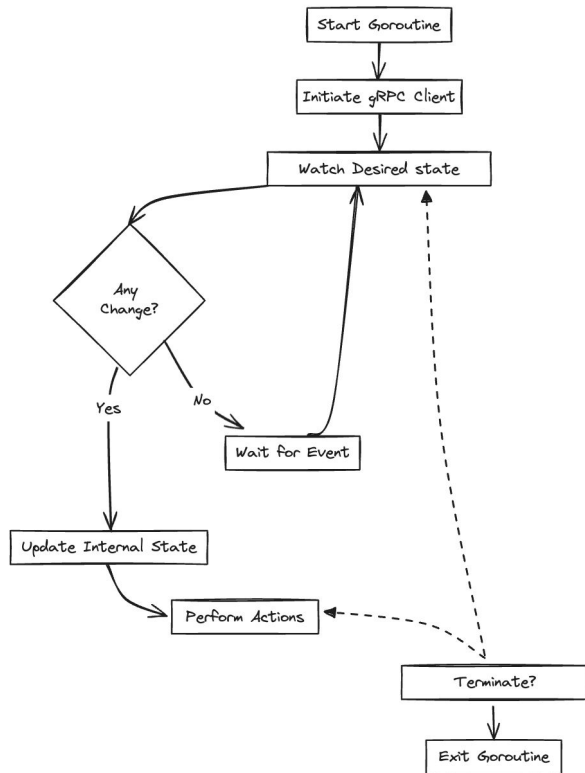 Start Goroutine
Initiate gRPC Client
Watch Desired state
Any
Change?
Yes
No
Wait for Event
Update Internal State
Perform Actions
Terminate?
Exit Goroutine